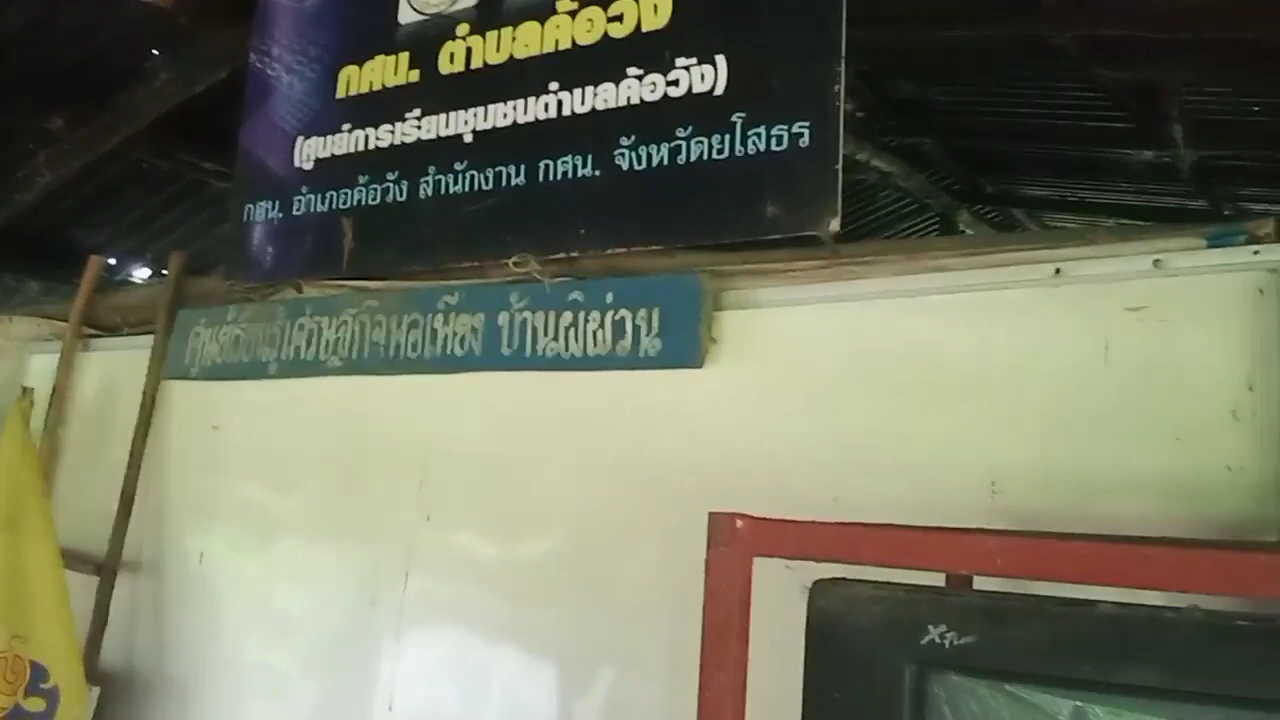 กศน. ตำบลค้อวัง
(ศูนย์การเรียนชุมชนตำบลค้อวัง)
กศน. อำเภอค้อวัง สำนักงาน กศน. จังหวัดยโสธร
ศูนย์เรียนรู้เศรษฐกิจพอเพียง บ้านผิผ่วน